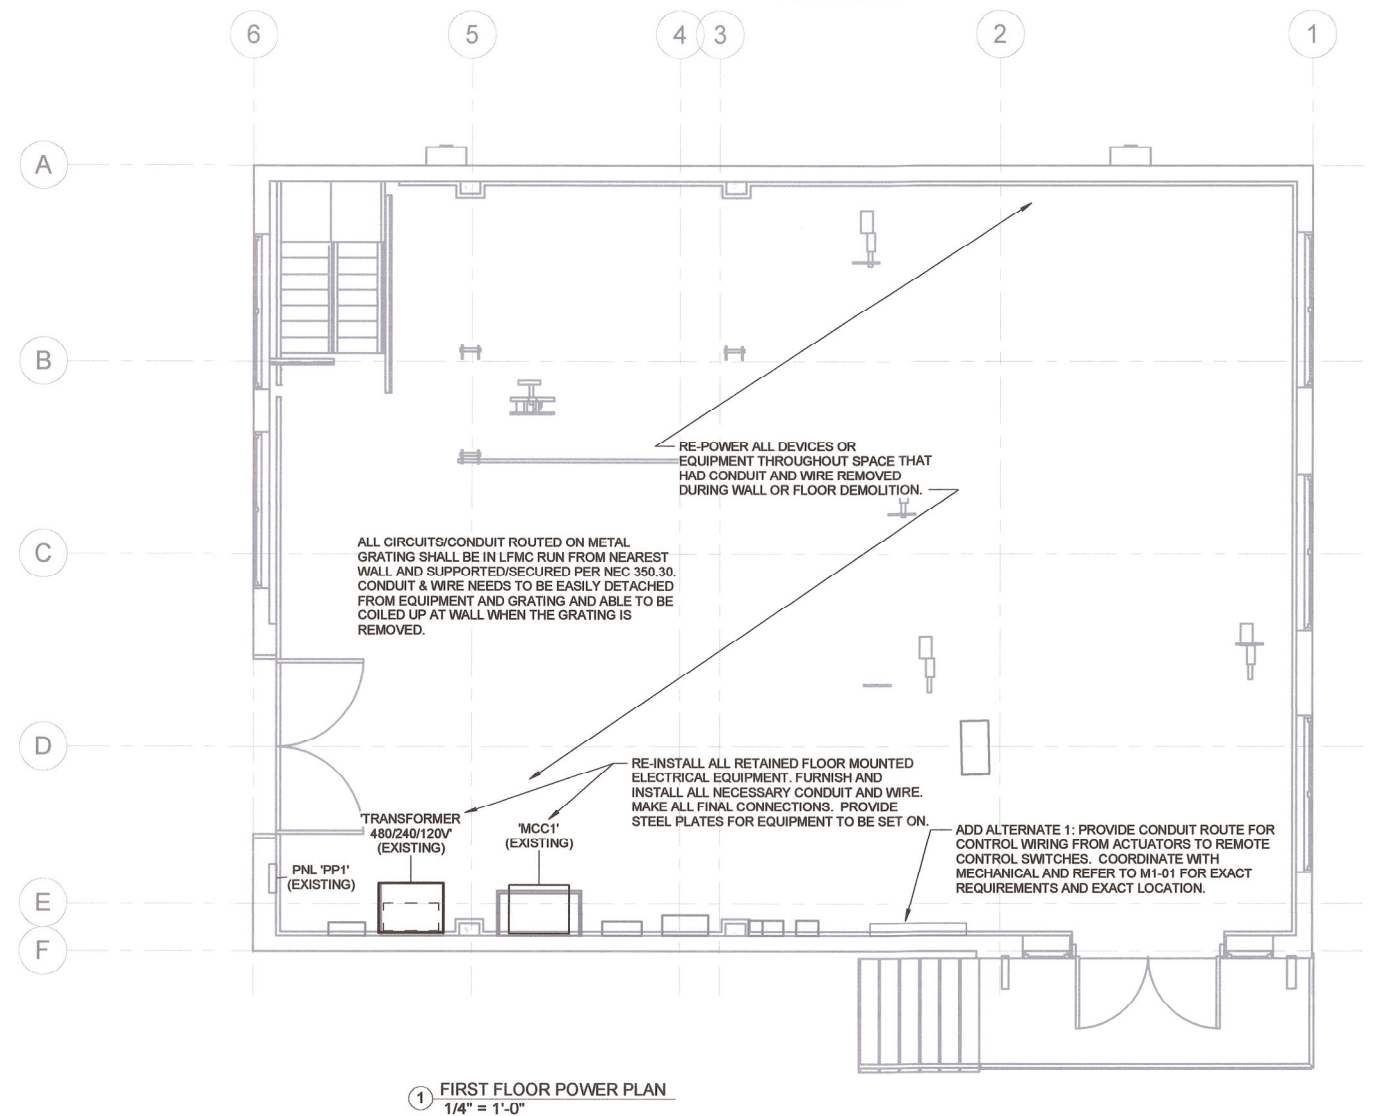 6 5 4 3 2 1
A
B
C
D
E
F
RE-POWER ALL DEVICES OR
EQUIPMENT THROUGHOUT SPACE THAT
HAD CONDUIT AND WIRE REMOVED
DURING WALL OR FLOOR DEMOLITION.
ALL CIRCUITS/CONDUIT ROUTED ON METAL
GRATING SHALL BE IN LFMC RUN FROM NEAREST
WALL AND SUPPORTED/SECURED PER NEC 350.30.
CONDUIT & WIRE NEEDS TO BE EASILY DETACHED
FROM EQUIPMENT AND GRATING AND ABLE TO BE
COILED UP AT WALL WHEN THE GRATING IS
REMOVED.
RE-INSTALL ALL RETAINED FLOOR MOUNTED
ELECTRICAL EQUIPMENT. FURNISH AND
INSTALL ALL NECESSARY CONDUIT AND WIRE.
MAKE ALL FINAL CONNECTIONS. PROVIDE
STEEL PLATES FOR EQUIPMENT TO BE SET ON.
'TRANSFORMER
480/240/120V'
(EXISTING)
'MCC1'
(EXISTING)
PNL 'PP1'
(EXISTING)
ADD ALTERNATE 1: PROVIDE CONDUIT ROUTE FOR
CONTROL WIRING FROM ACTUATORS TO REMOTE
CONTROL SWITCHES. COORDINATE WITH
MECHANICAL AND REFER TO M1-01 FOR EXACT
REQUIREMENTS AND EXACT LOCATION.
1 FIRST FLOOR POWER PLAN
1/4" = 1'-0"